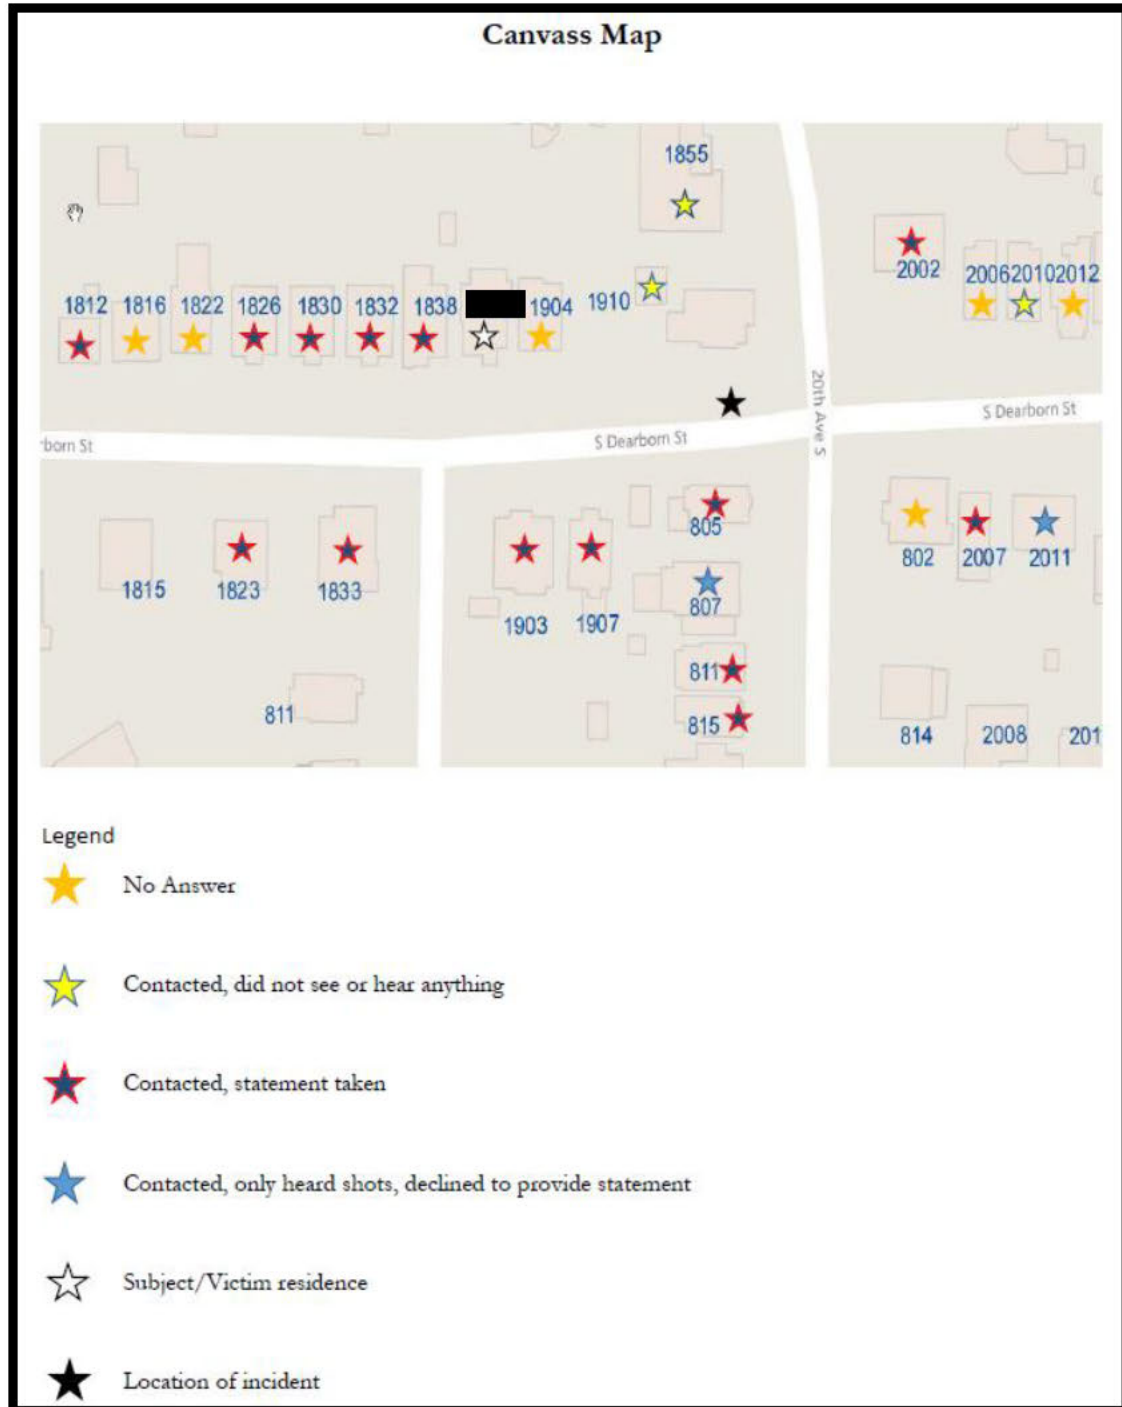 Canvass Map
1855
2002
2006 2010 2012
1812 1816 1822 1826 1830 1832 1838 1904 1910
20th Ave S
S Dearborn St
S Dearborn St
rborn St
805
1815 1823 1833 802 2007 2011
807
1903 1907
811
811
815 814 2008 201
Legend
No Answer
Contacted, did not see or hear anything
Contacted, statement taken
Contacted, only heard shots, declined to provide statement
Subject/Victim residence
Location of incident